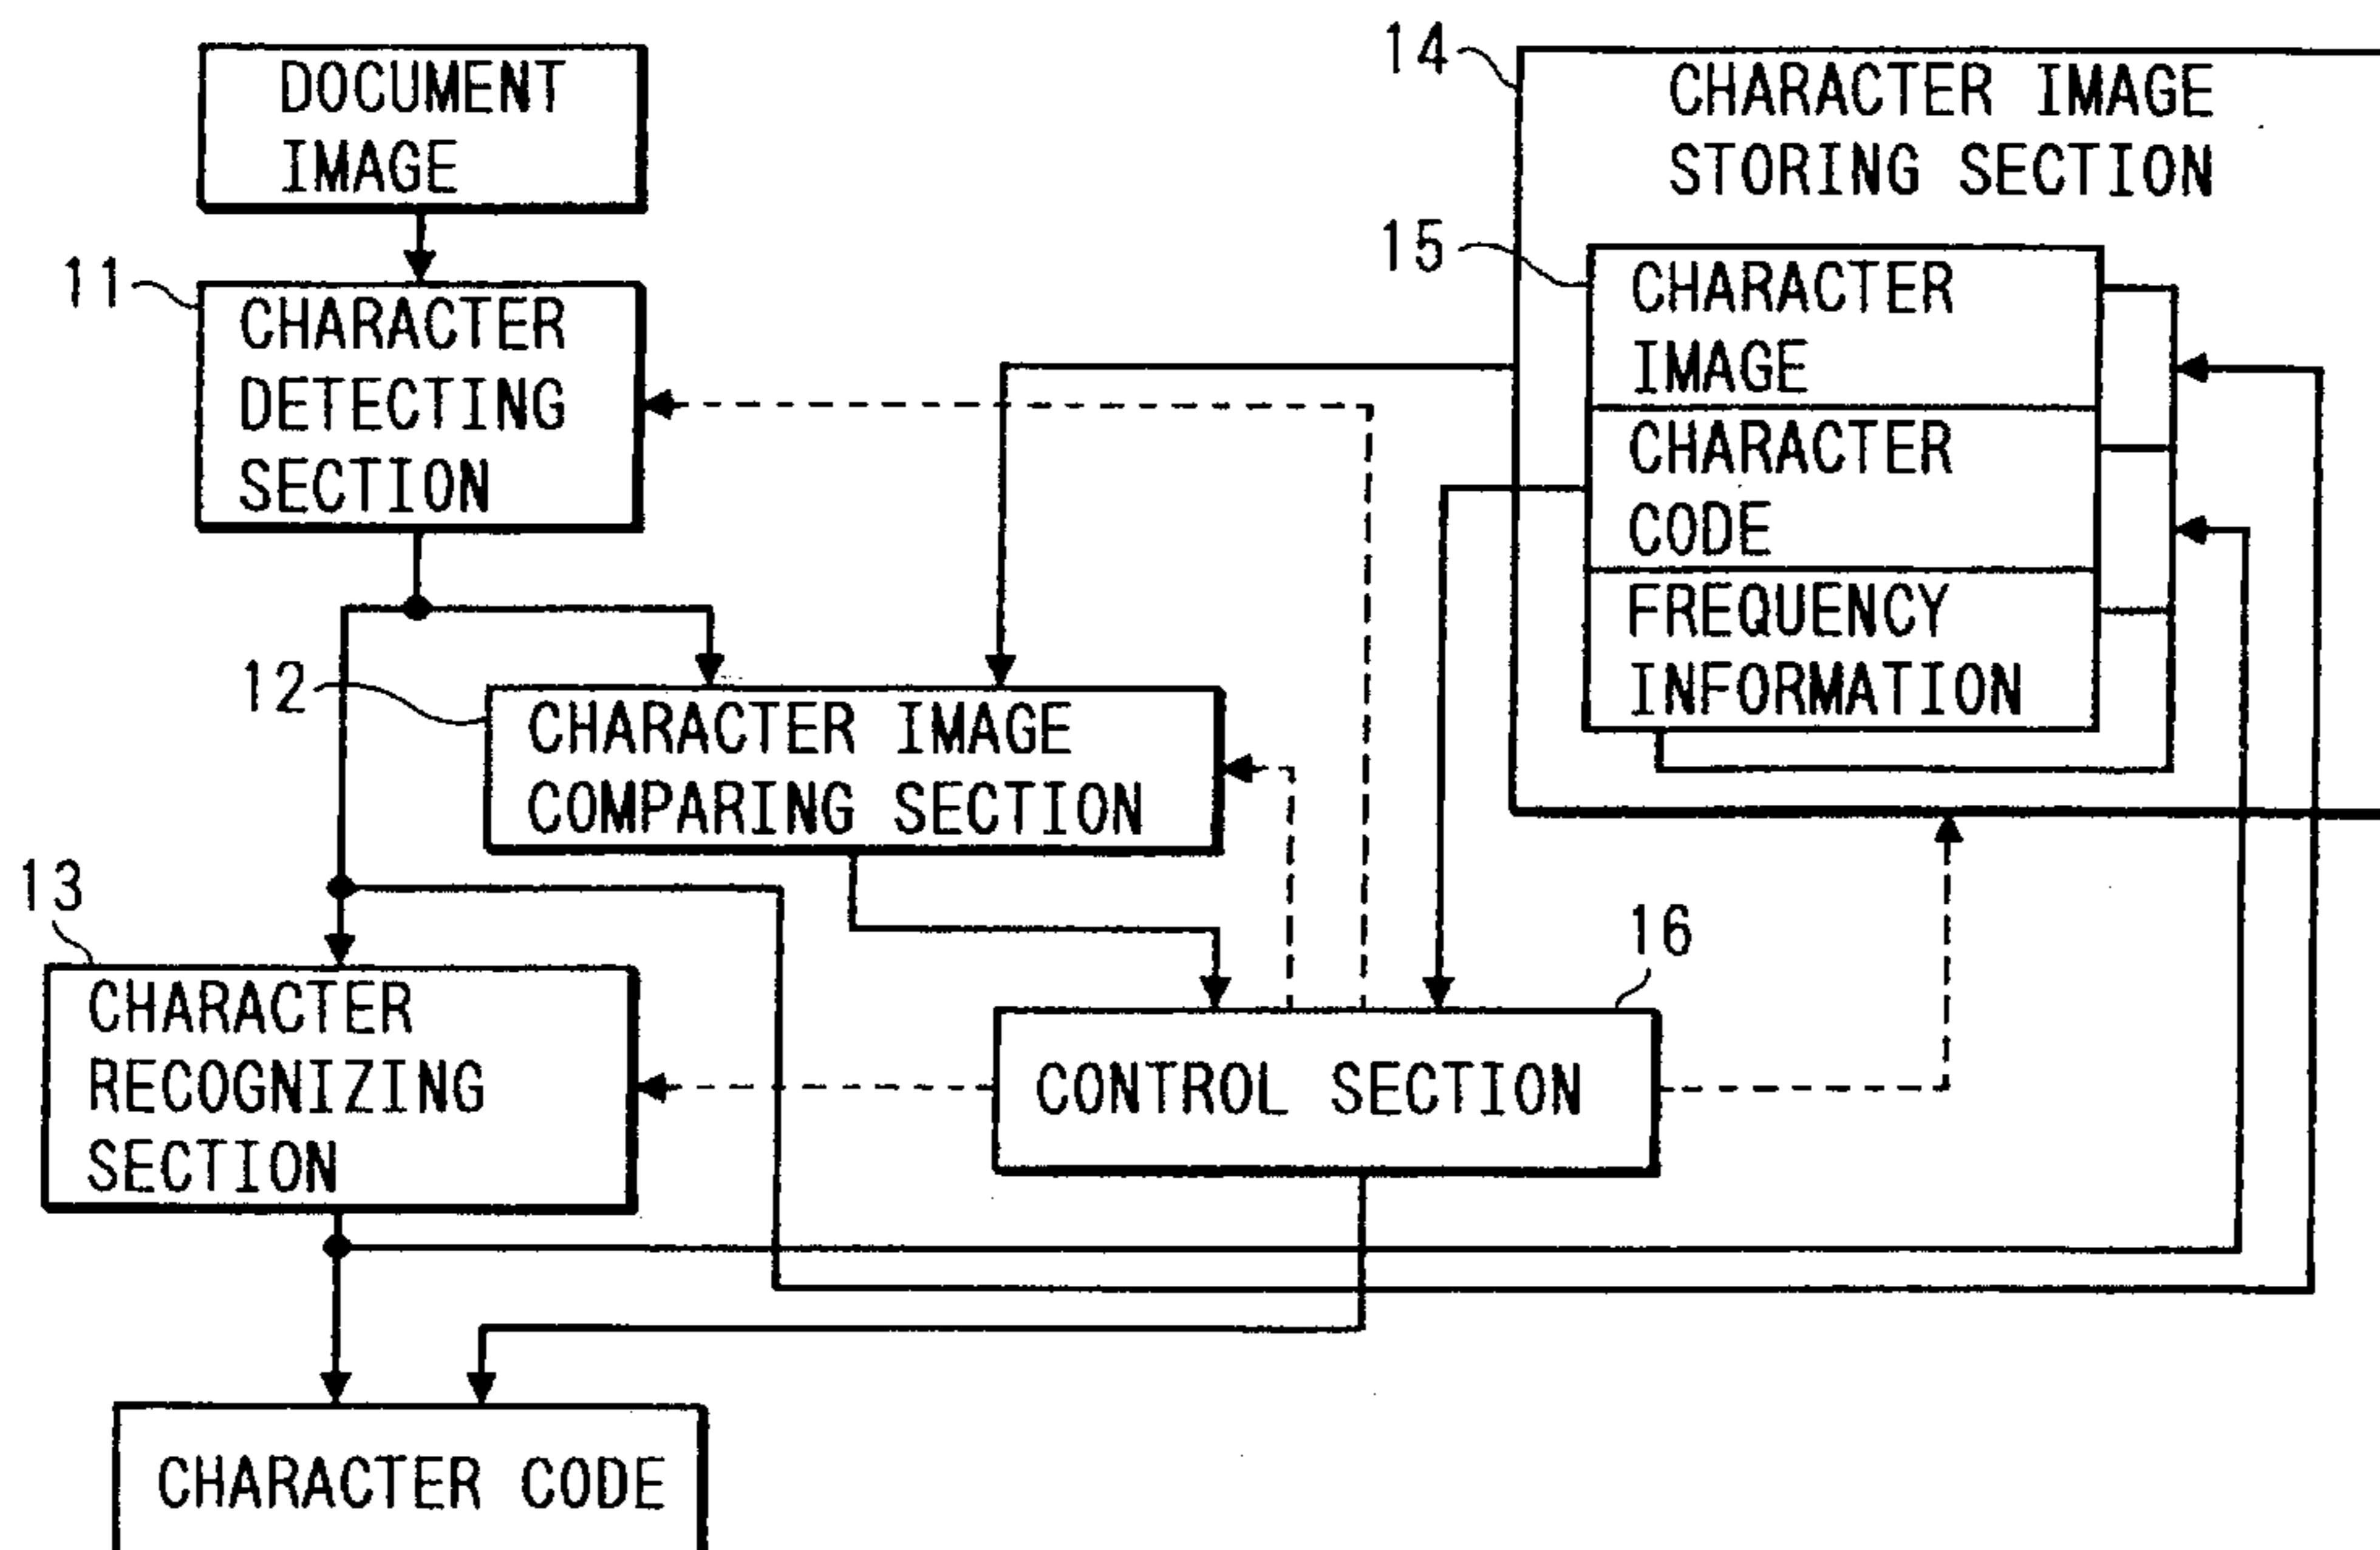 DOCUMENT
IMAGE
11
CHARACTER
DETECTING
SECTION
12
CHARACTER IMAGE
COMPARING SECTION
13
CHARACTER
RECOGNIZING
SECTION
14
CHARACTER IMAGE
STORING SECTION
15
CHARACTER
IMAGE
CHARACTER
CODE
FREQUENCY
INFORMATION
16
CONTROL SECTION
CHARACTER CODE